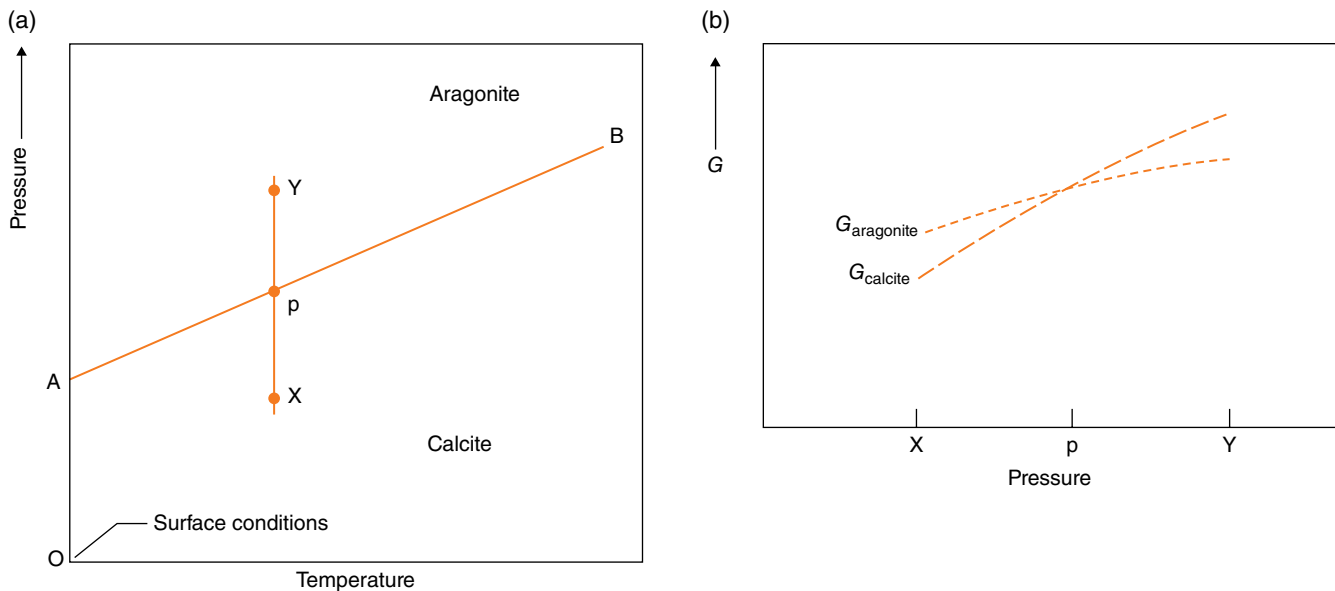 (a)
Pressure
Aragonite
B
Y
p
A
X
Calcite
Surface conditions
O
Temperature
(b)
G
G aragonite
G calcite
X p Y
Pressure